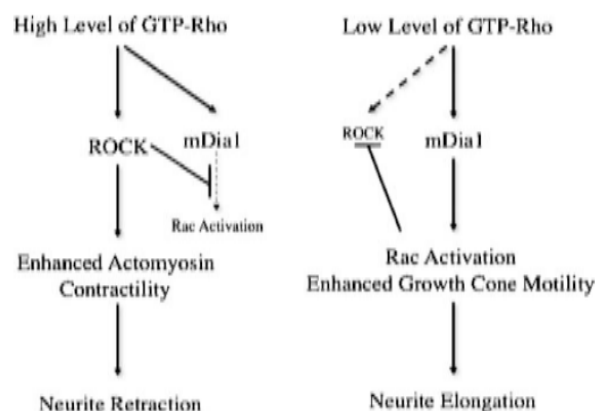 High Level of GTP-Rho
ROCK
mDia1
Rac Activation
Enhanced Actomyosin
Contractility
Neurite Retraction
Low Level of GTP-Rho
ROCK
mDia1
Rac Activation
Enhanced Growth Cone Motility
Neurite Elongation